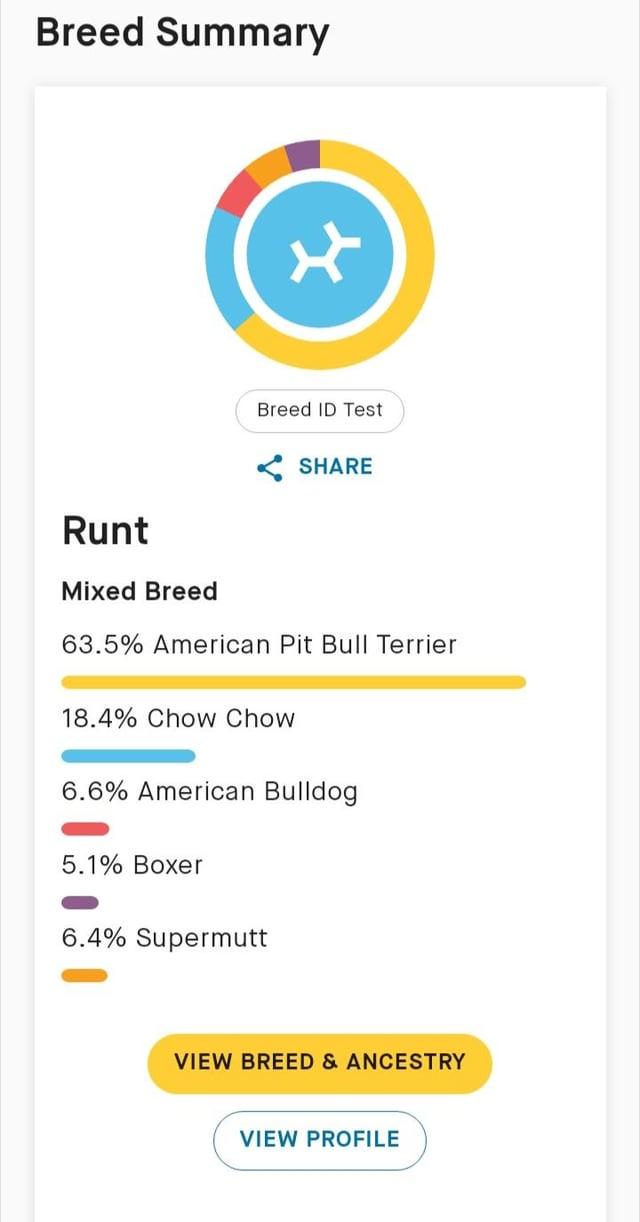 Breed Summary
Breed ID Test
SHARE
Runt
Mixed Breed
63.5% American Pit Bull Terrier
18.4% Chow Chow
6.6% American Bulldog
5.1% Boxer
6.4% Supermutt
VIEW BREED & ANCESTRY
VIEW PROFILE